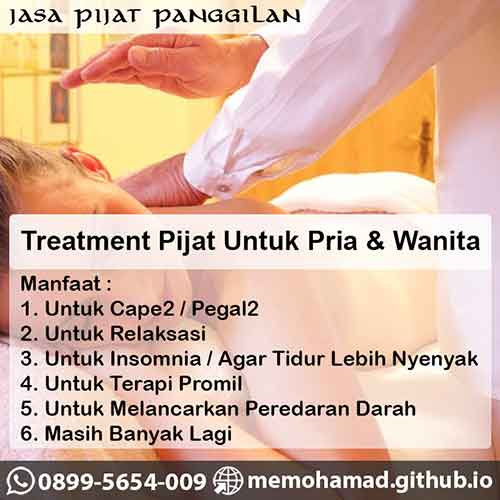 JASA PIJAT PANGGILAN
Treatment Pijat Untuk Pria & Wanita
Manfaat :
1. Untuk Cape2 / Pegal2
2. Untuk Relaksasi
3. Untuk Insomnia / Agar Tidur Lebih Nyenyak
4. Untuk Terapi Promil
5. Untuk Melancarkan Peredaran Darah
6. Masih Banyak Lagi
0899-5654-009 memohamad.github.io